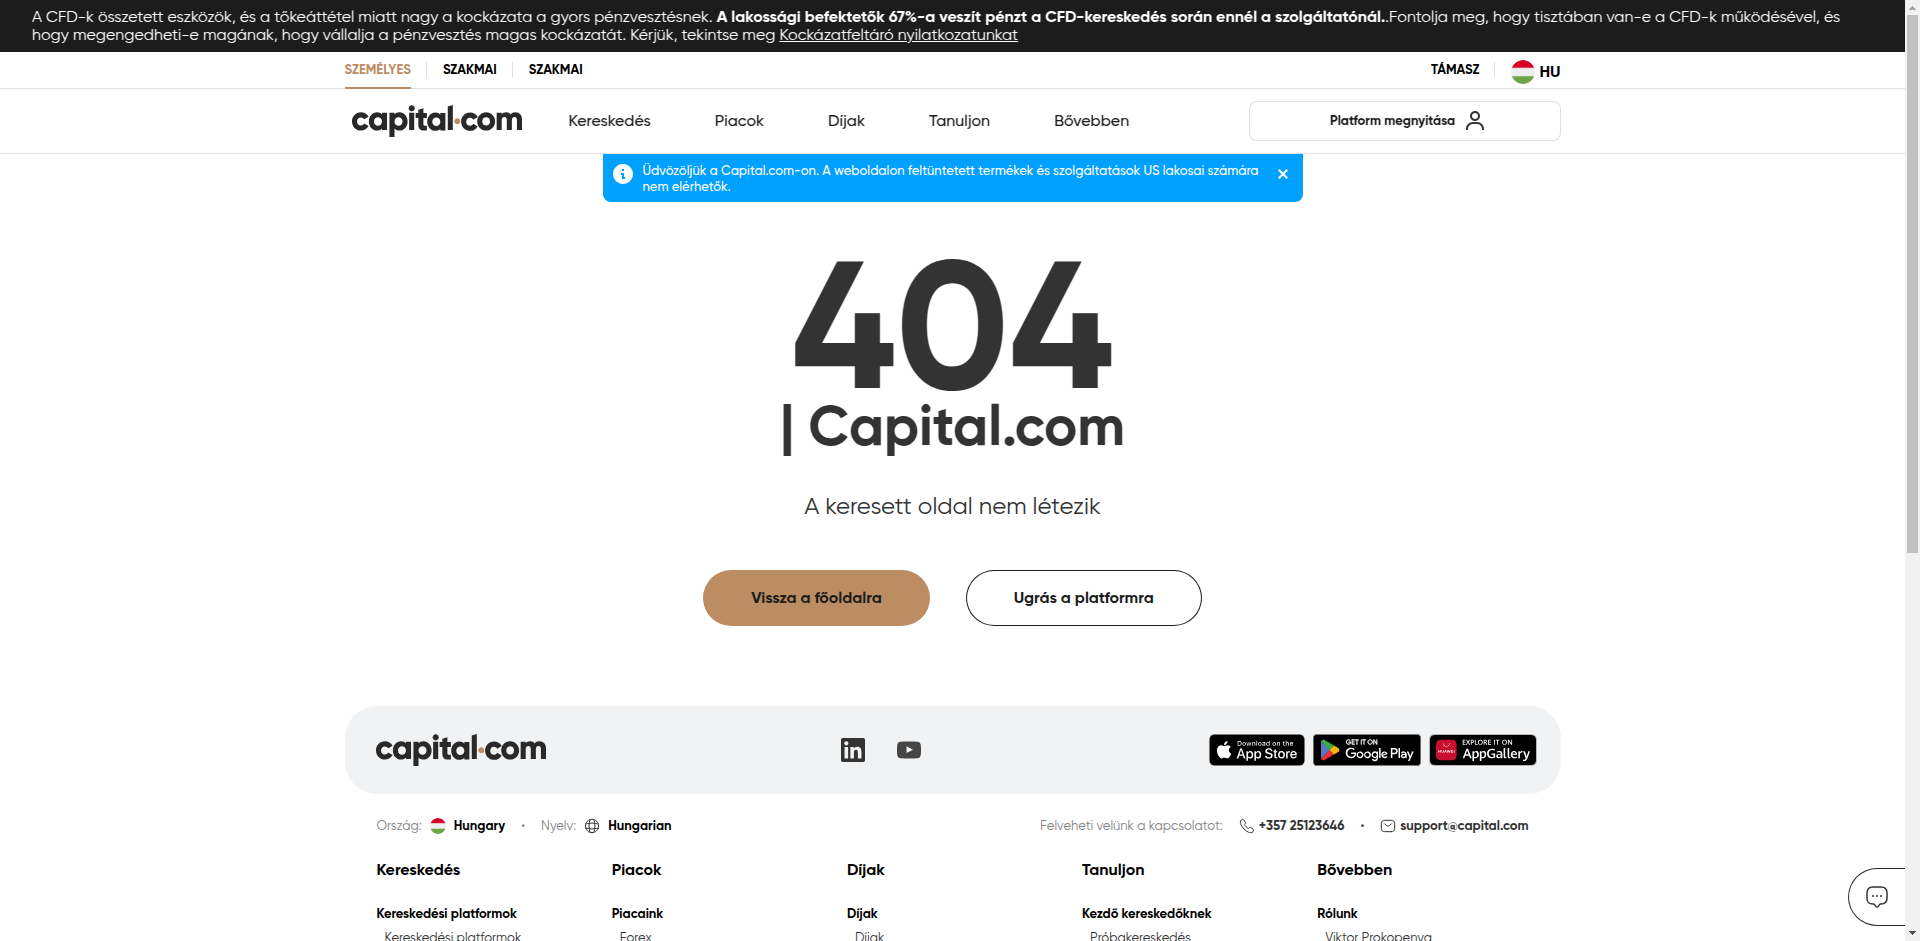 A CFD-k összetett eszközök, és a tőkeáttétel miatt nagy a kockázata a gyors pénzvesztésnek. A lakossági befektetők 67%-a veszít pénzt a CFD-kereskedés során ennél a szolgáltatónál..Fontolja meg, hogy tisztában van-e a CFD-k működésével, és
hogy megengedheti-e magának, hogy vállalja a pénzvesztés magas kockázatát. Kérjük, tekintse meg Kockázatfeltáró nyilatkozatunkat
SZEMÉLYES SZAKMAI SZAKMAI TÁMASZ HU
capital.com Kereskedés Piacok Díjak Tanuljon Bővebben Platform megnyitása
Üdvözöljük a Capital.com-on. A weboldalon feltüntetett termékek és szolgáltatások US lakosai számára
nem elérhetők.
404
| Capital.com
A keresett oldal nem létezik
Vissza a főoldalra Ugrás a platformra
capital.com
Download on the
App Store
GET IT ON
Google Play
HUAWEI
EXPLORE IT ON
AppGallery
Ország: Hungary • Nyelv: Hungarian Felveheti velünk a kapcsolatot: +357 25123646 • support@capital.com
Kereskedés Piacok Díjak Tanuljon Bővebben
Kereskedési platformok Piacaink Díjak Kezdő kereskedőknek Rólunk
Kereskedési platformok Forex Díjak Próbakereskedés Viktor Prokopenya